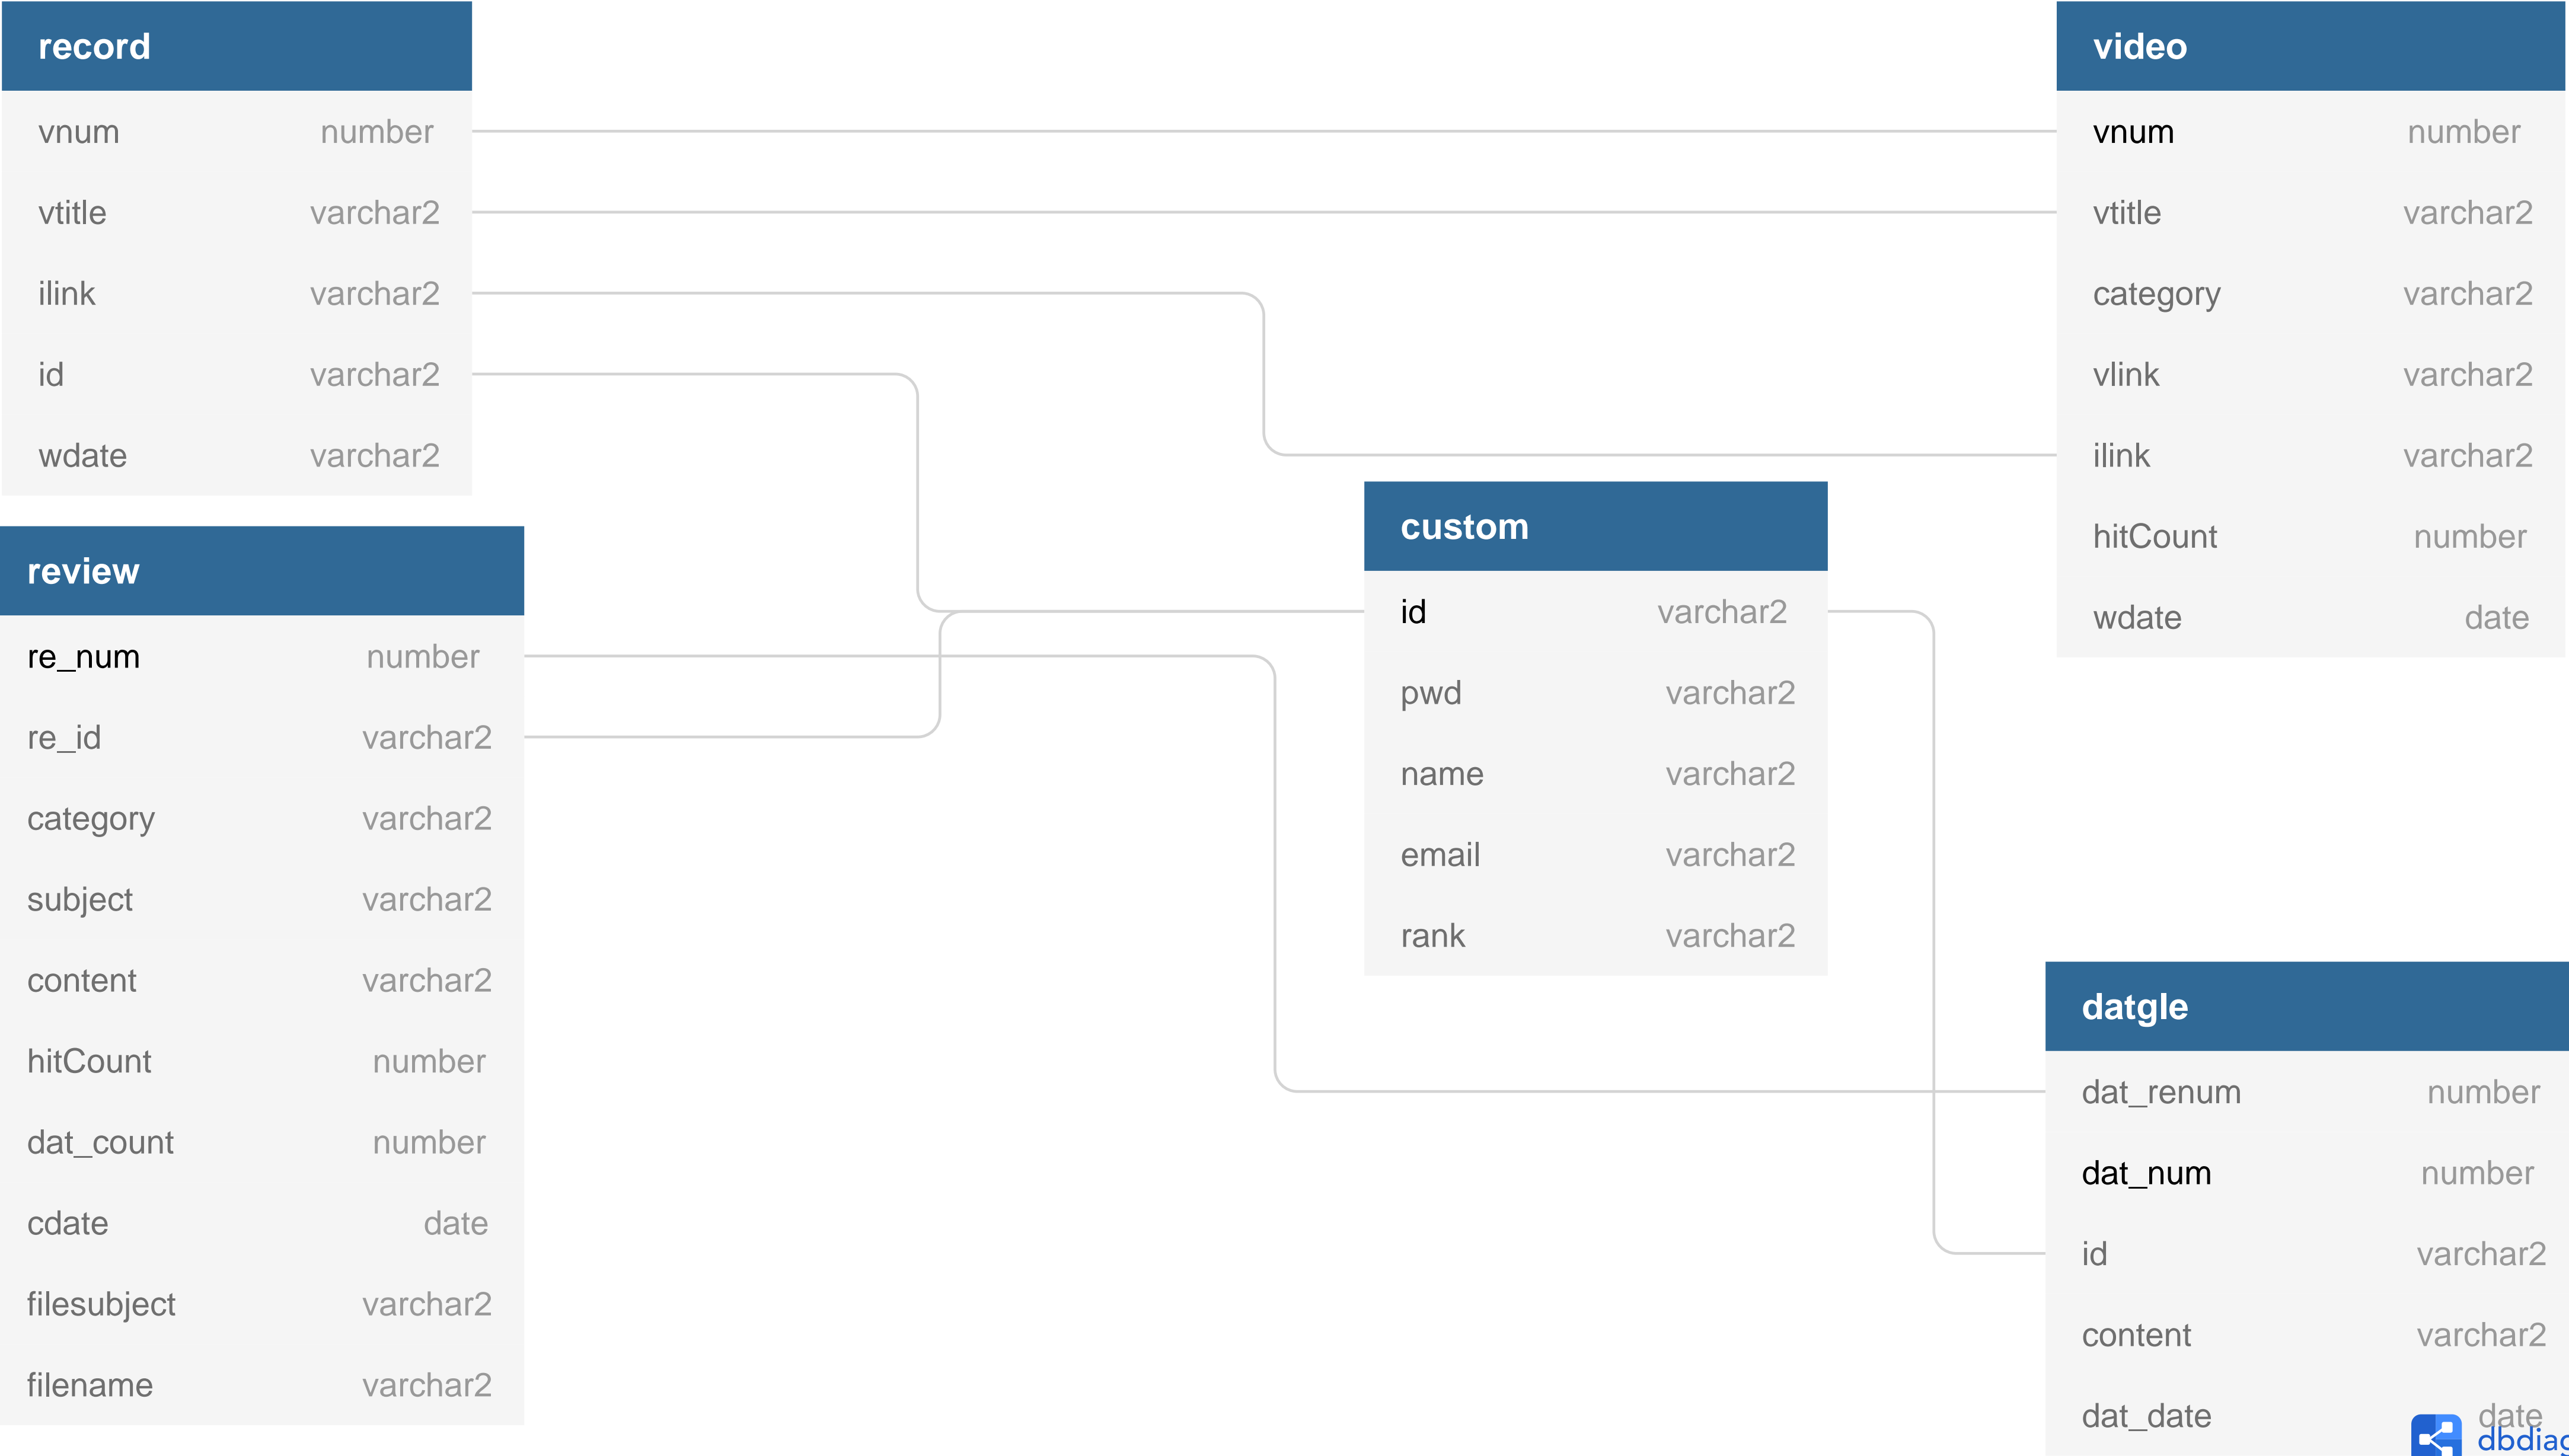 record
vnum number
vtitle varchar2
ilink varchar2
id varchar2
wdate varchar2
video
vnum number
vtitle varchar2
category varchar2
vlink varchar2
ilink varchar2
hitCount number
wdate date
review
re_num number
re_id varchar2
category varchar2
subject varchar2
content varchar2
hitCount number
dat_count number
cdate date
filesubject varchar2
filename varchar2
custom
id varchar2
pwd varchar2
name varchar2
email varchar2
rank varchar2
datgle
dat_renum number
dat_num number
id varchar2
content varchar2
dat_date date